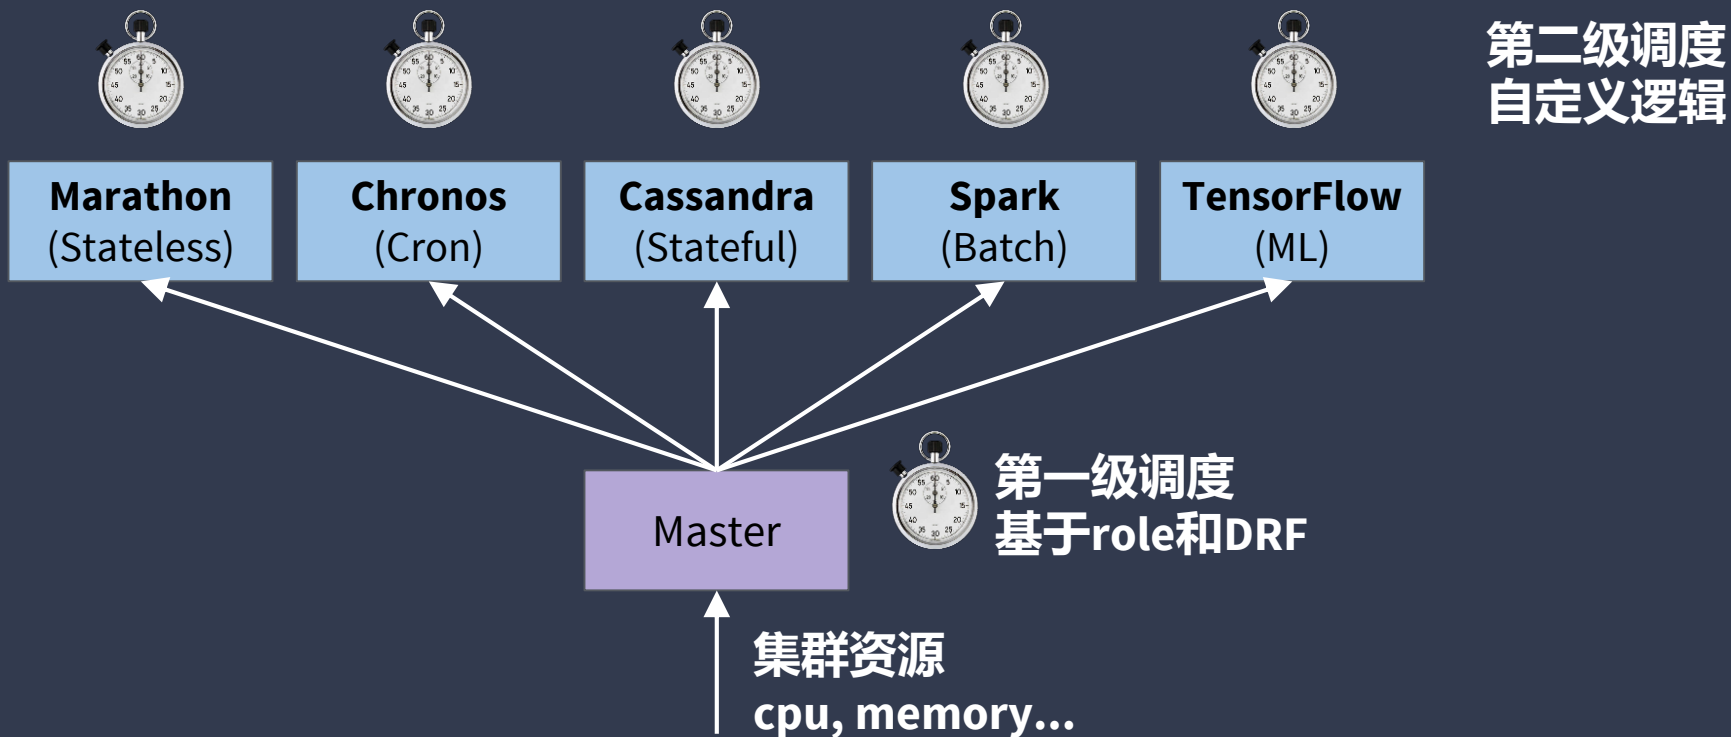 第二级调度
自定义逻辑
Marathon
(Stateless)
Chronos
(Cron)
Cassandra
(Stateful)
Spark
(Batch)
TensorFlow
(ML)
Master
第一级调度
基于role和DRF
集群资源
cpu, memory...